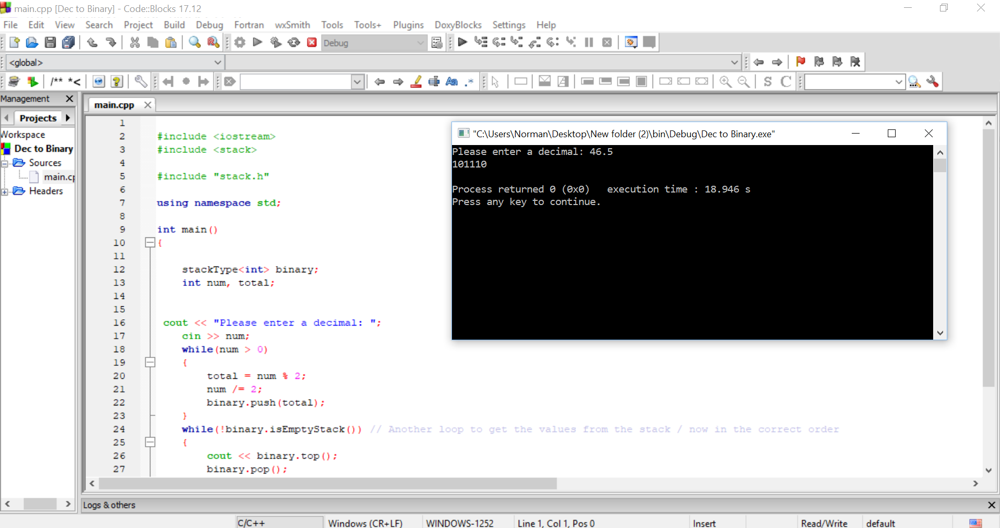 main.cpp [Dec to Binary] - Code::Blocks 17.12
File Edit View Search Project Build Debug Fortran wxSmith Tools Tools+ Plugins DoxyBlocks Settings Help
Debug
<global>
/** *<
Aa .* S C
Management
main.cpp
Projects
Workspace
Dec to Binary
Sources
main.cp
Headers
1
2 #include <iostream>
3 #include <stack>
4
5 #include "stack.h"
6
7 using namespace std;
8
9 int main()
10 {
11
12 stackType<int> binary;
13 int num, total;
14
15
16 cout << "Please enter a decimal: ";
17 cin >> num;
18 while(num > 0)
19 {
20 total = num % 2;
21 num /= 2;
22 binary.push(total);
23 }
24 while(!binary.isEmptyStack()) // Another loop to get the values from the stack / now in the correct order
25 {
26 cout << binary.top();
27 binary.pop();
"C:\Users\Norman\Desktop\New folder (2)\bin\Debug\Dec to Binary.exe"
Please enter a decimal: 46.5
101110
Process returned 0 (0x0) execution time : 18.946 s
Press any key to continue.
Logs & others
C/C++ Windows (CR+LF) WINDOWS-1252 Line 1, Col 1, Pos 0 Insert Read/Write default